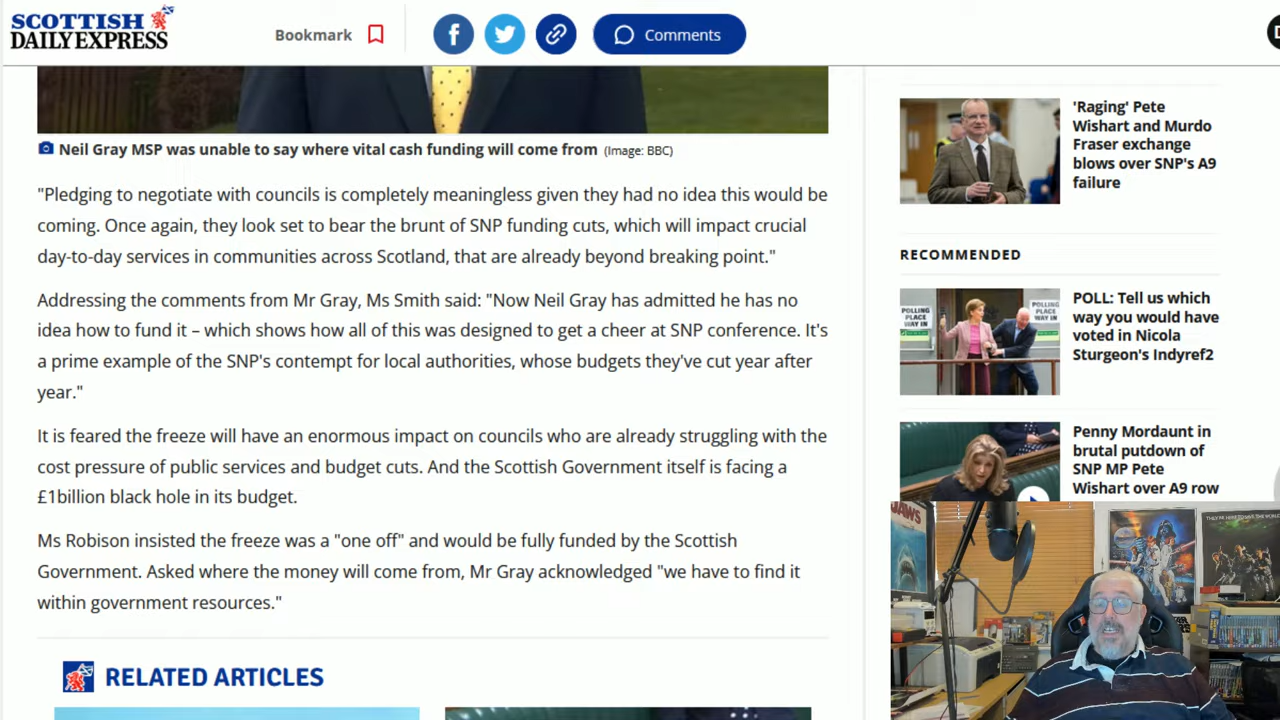 SCOTTISH
DAILY EXPRESS
Bookmark
Comments
Neil Gray MSP was unable to say where vital cash funding will come from (Image: BBC)
"Pledging to negotiate with councils is completely meaningless given they had no idea this would be
coming. Once again, they look set to bear the brunt of SNP funding cuts, which will impact crucial
day-to-day services in communities across Scotland, that are already beyond breaking point."
Addressing the comments from Mr Gray, Ms Smith said: "Now Neil Gray has admitted he has no
idea how to fund it – which shows how all of this was designed to get a cheer at SNP conference. It's
a prime example of the SNP's contempt for local authorities, whose budgets they've cut year after
year."
It is feared the freeze will have an enormous impact on councils who are already struggling with the
cost pressure of public services and budget cuts. And the Scottish Government itself is facing a
£1billion black hole in its budget.
Ms Robison insisted the freeze was a "one off" and would be fully funded by the Scottish
Government. Asked where the money will come from, Mr Gray acknowledged "we have to find it
within government resources."
RELATED ARTICLES
'Raging' Pete
Wishart and Murdo
Fraser exchange
blows over SNP's A9
failure
RECOMMENDED
POLLING
PLACE
WAY IN
POLLING
PLACE
WAY IN
POLL: Tell us which
way you would have
voted in Nicola
Sturgeon's Indyref2
Penny Mordaunt in
brutal putdown of
SNP MP Pete
Wishart over A9 row
JAWS